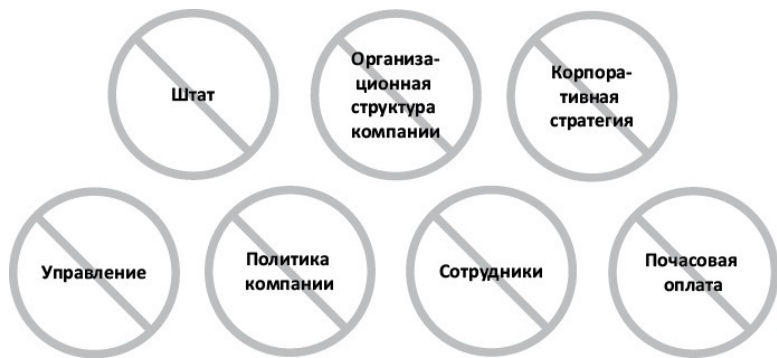 Штат
Организа-
ционная
структура
компании
Корпора-
тивная
стратегия
Управление
Политика
компании
Сотрудники
Почасовая
оплата